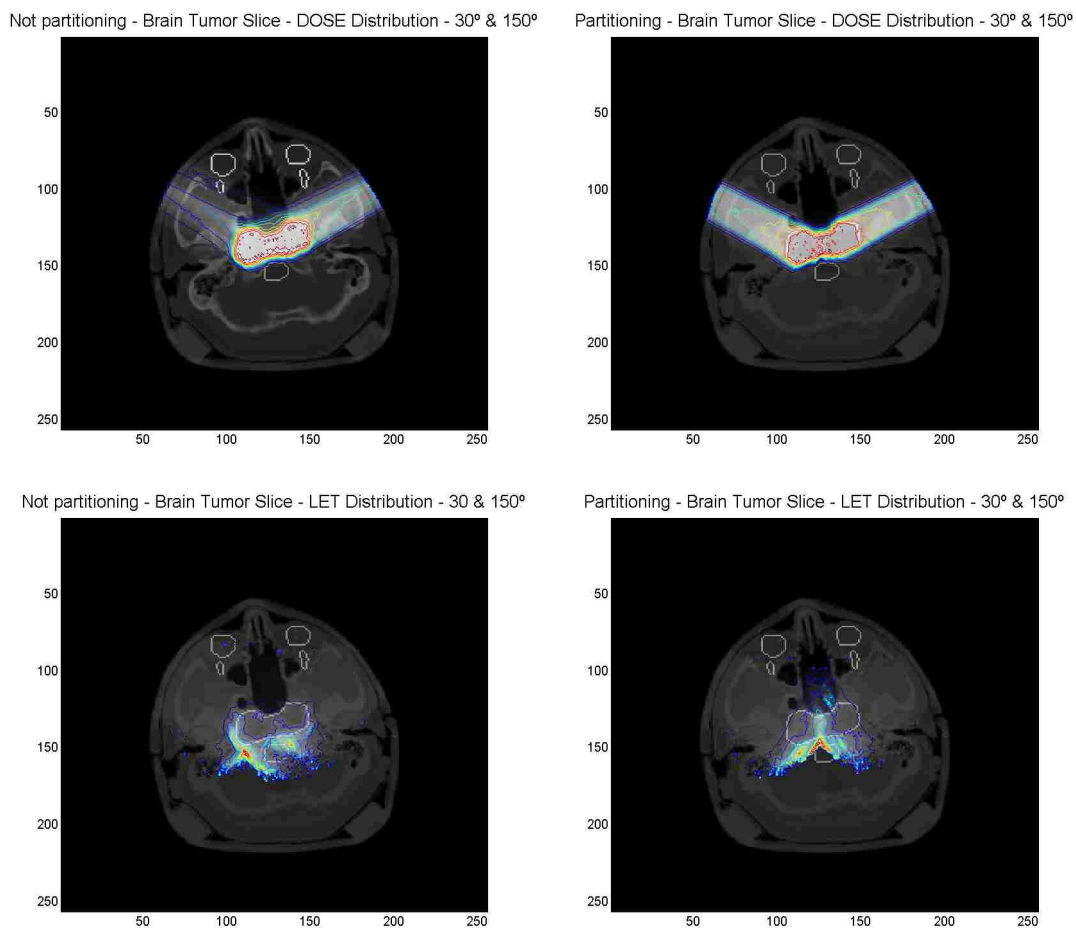 Not partitioning - Brain Tumor Slice - DOSE Distribution - 30º & 150º
50
100
150
200
250
50 100 150 200 250
Partitioning - Brain Tumor Slice - DOSE Distribution - 30º & 150º
50
100
150
200
250
50 100 150 200 250
Not partitioning - Brain Tumor Slice - LET Distribution - 30 & 150º
50
100
150
200
250
50 100 150 200 250
Partitioning - Brain Tumor Slice - LET Distribution - 30º & 150º
50
100
150
200
250
50 100 150 200 250